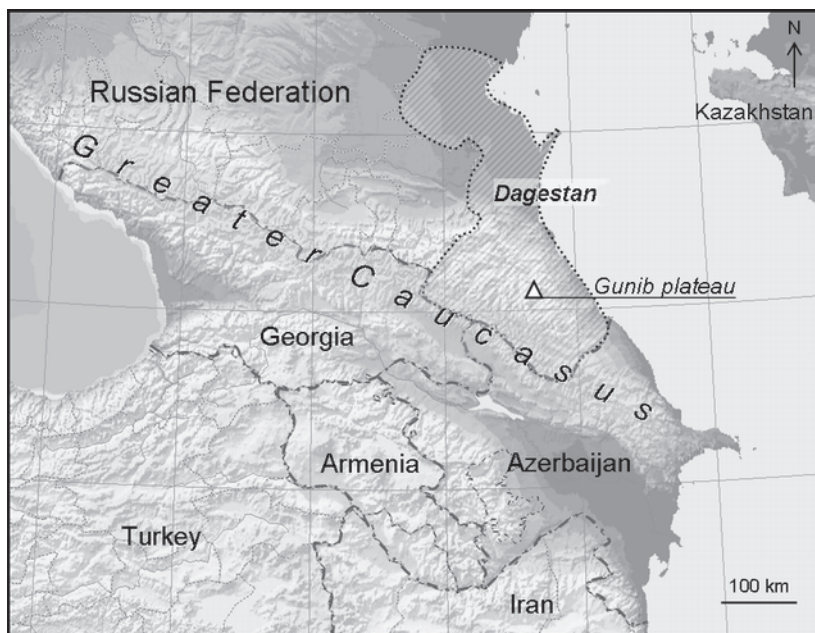 N
Russian Federation
Kazakhstan
Greater Caucasus
Dagestan
Gunib plateau
Georgia
Armenia
Azerbaijan
Turkey
Iran
100 km